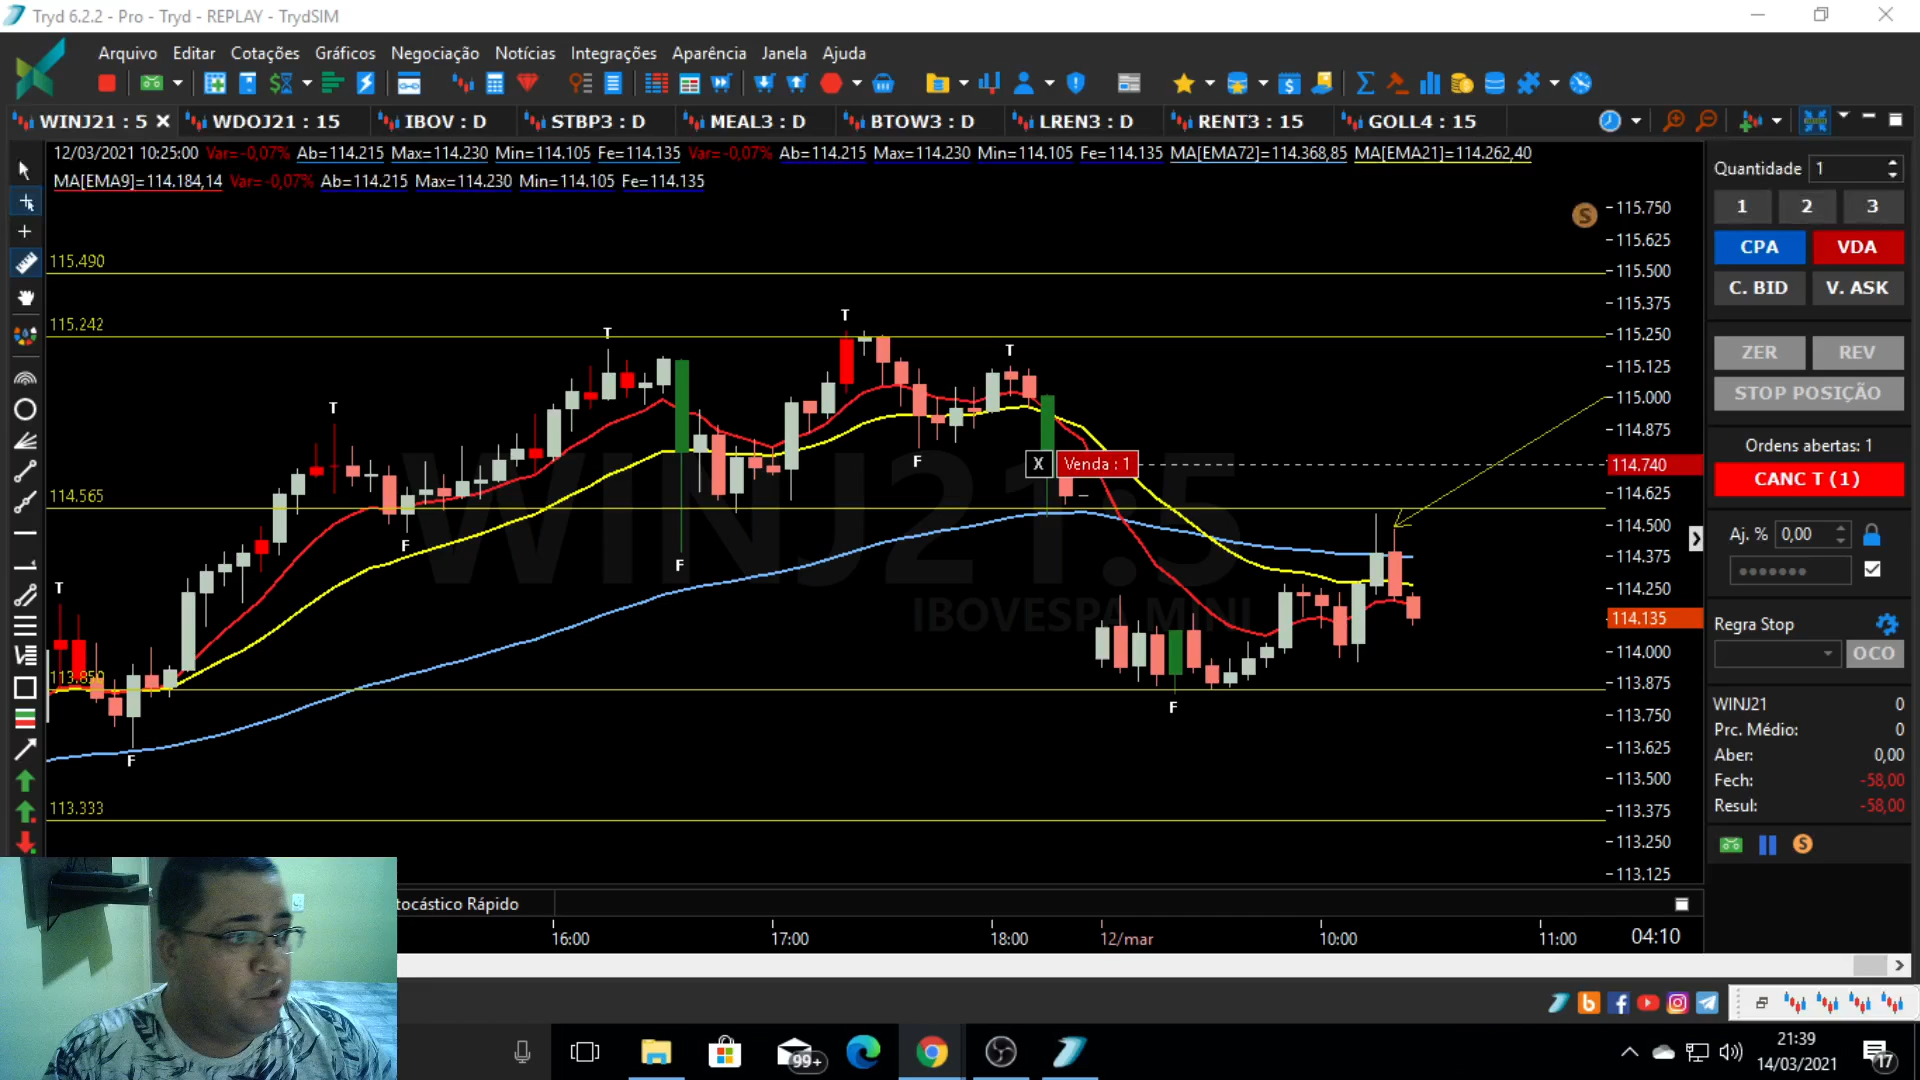 Tryd 6.2.2 - Pro - Tryd - REPLAY - TrydSIM
Arquivo Editar Cotações Gráficos Negociação Notícias Integrações Aparência Janela Ajuda
WINJ21 : 5 WDOJ21 : 15 IBOV : D STBP3 : D MEAL3 : D BTOW3 : D LREN3 : D RENT3 : 15 GOLL4 : 15
12/03/2021 10:25:00 Var=-0,07% Ab=114.215 Max=114.230 Min=114.105 Fe=114.135 Var=-0,07% Ab=114.215 Max=114.230 Min=114.105 Fe=114.135 MA[EMA72]=114.368,85 MA[EMA21]=114.262,40
MA[EMA9]=114.184,14 Var=-0,07% Ab=114.215 Max=114.230 Min=114.105 Fe=114.135
115.490
115.242
114.565
113.850
113.333
T
T
T
T
T
F
F
F
F
F
X Venda : 1
WINJ21:5
IBOVESPA MINI
S
115.750
115.625
115.500
115.375
115.250
115.125
115.000
114.875
114.740
114.625
114.500
114.375
114.250
114.135
114.000
113.875
113.750
113.625
113.500
113.375
113.250
113.125
Quantidade 1
1 2 3
CPA VDA
C. BID V. ASK
ZER REV
STOP POSIÇÃO
Ordens abertas: 1
CANC T (1)
Aj. % 0,00
Regra Stop
OCO
WINJ21 0
Prc. Médio: 0
Aber: 0,00
Fech: -58,00
Resul: -58,00
S
tocástico Rápido
16:00 17:00 18:00 12/mar 10:00 11:00 04:10
99+
21:39
14/03/2021
17